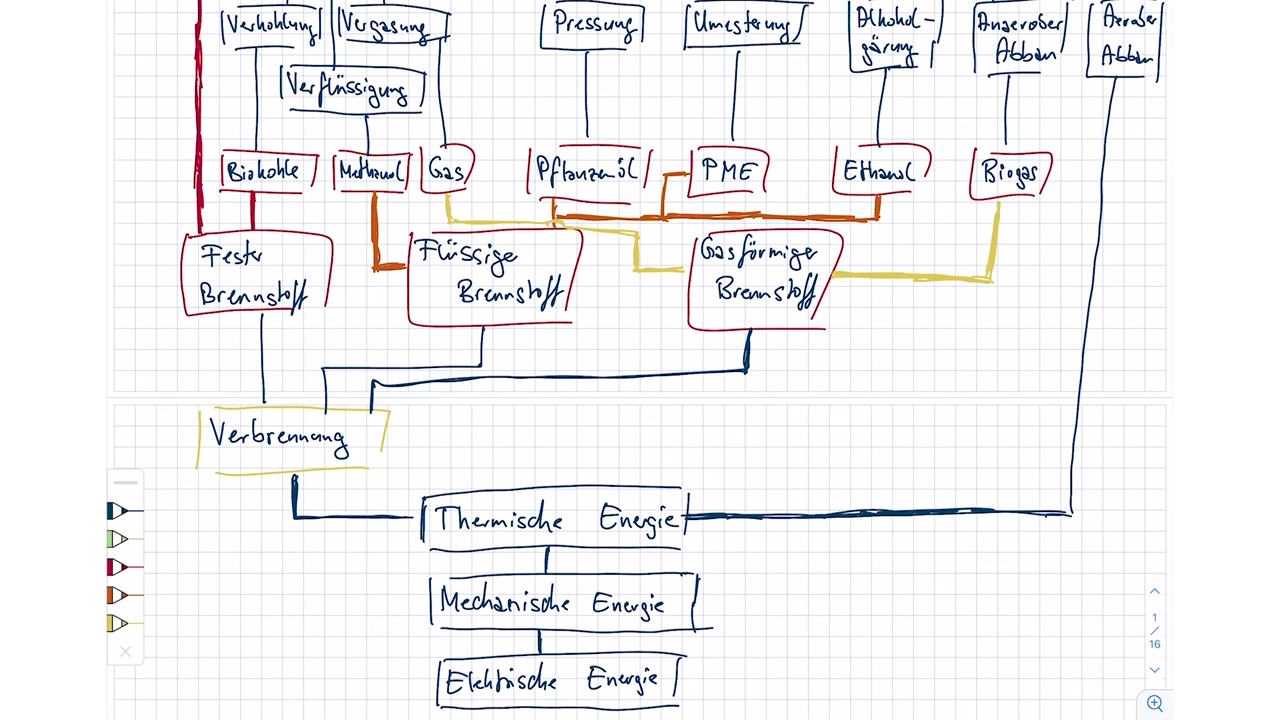 Verkohlung
Vergasung
Pressung
Umesterung
Alkohol-
gärung
Anaerober
Abbau
Aerober
Abbau
Verflüssigung
Biokohle
Methanol
Gas
Pflanzenöl
PME
Ethanol
Biogas
Fester
Brennstoff
Flüssige
Brennstoff
Gasförmiger
Brennstoff
Verbrennung
Thermische Energie
Mechanische Energie
Elektrische Energie
1
/
16